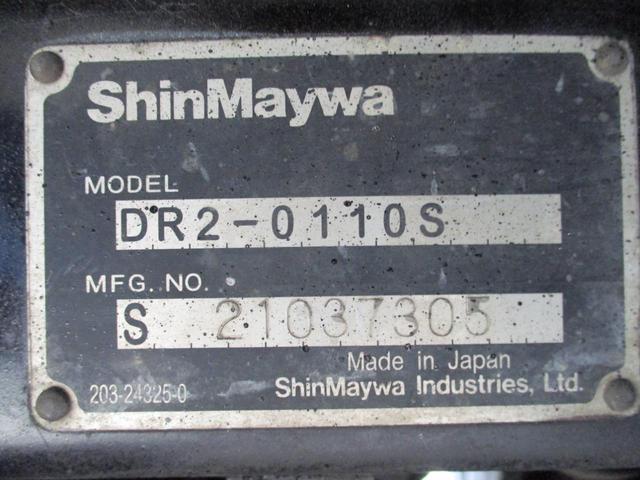 ShinMaywa
MODEL
DR2-0110S
MFG. NO.
S 21037305
Made in Japan
203-24325-0
ShinMaywa Industries, Ltd.